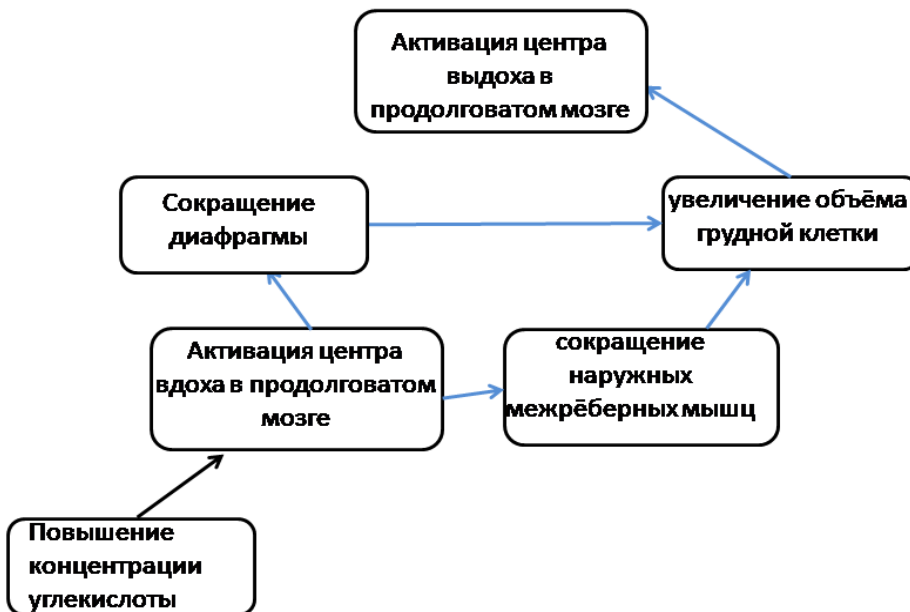 Активация центра
выдоха в
продолговатом мозге
Сокращение
диафрагмы
увеличение объёма
грудной клетки
Активация центра
вдоха в продолговатом
мозге
сокращение
наружных
межрёберных мышц
Повышение
концентрации
углекислоты